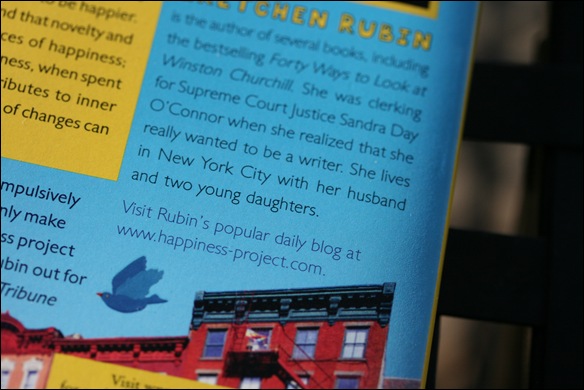 to be happier.
nd that novelty and
ces of happiness;
ness, when spent
ributes to inner
of changes can
RETCHEN RUBIN
is the author of several books, including
the bestselling Forty Ways to Look at
Winston Churchill. She was clerking
for Supreme Court Justice Sandra Day
O'Connor when she realized that she
really wanted to be a writer. She lives
in New York City with her husband
and two young daughters.
Visit Rubin's popular daily blog at
www.happiness-project.com.
mpulsively
nly make
ss project
ubin out for
Tribune
Visit